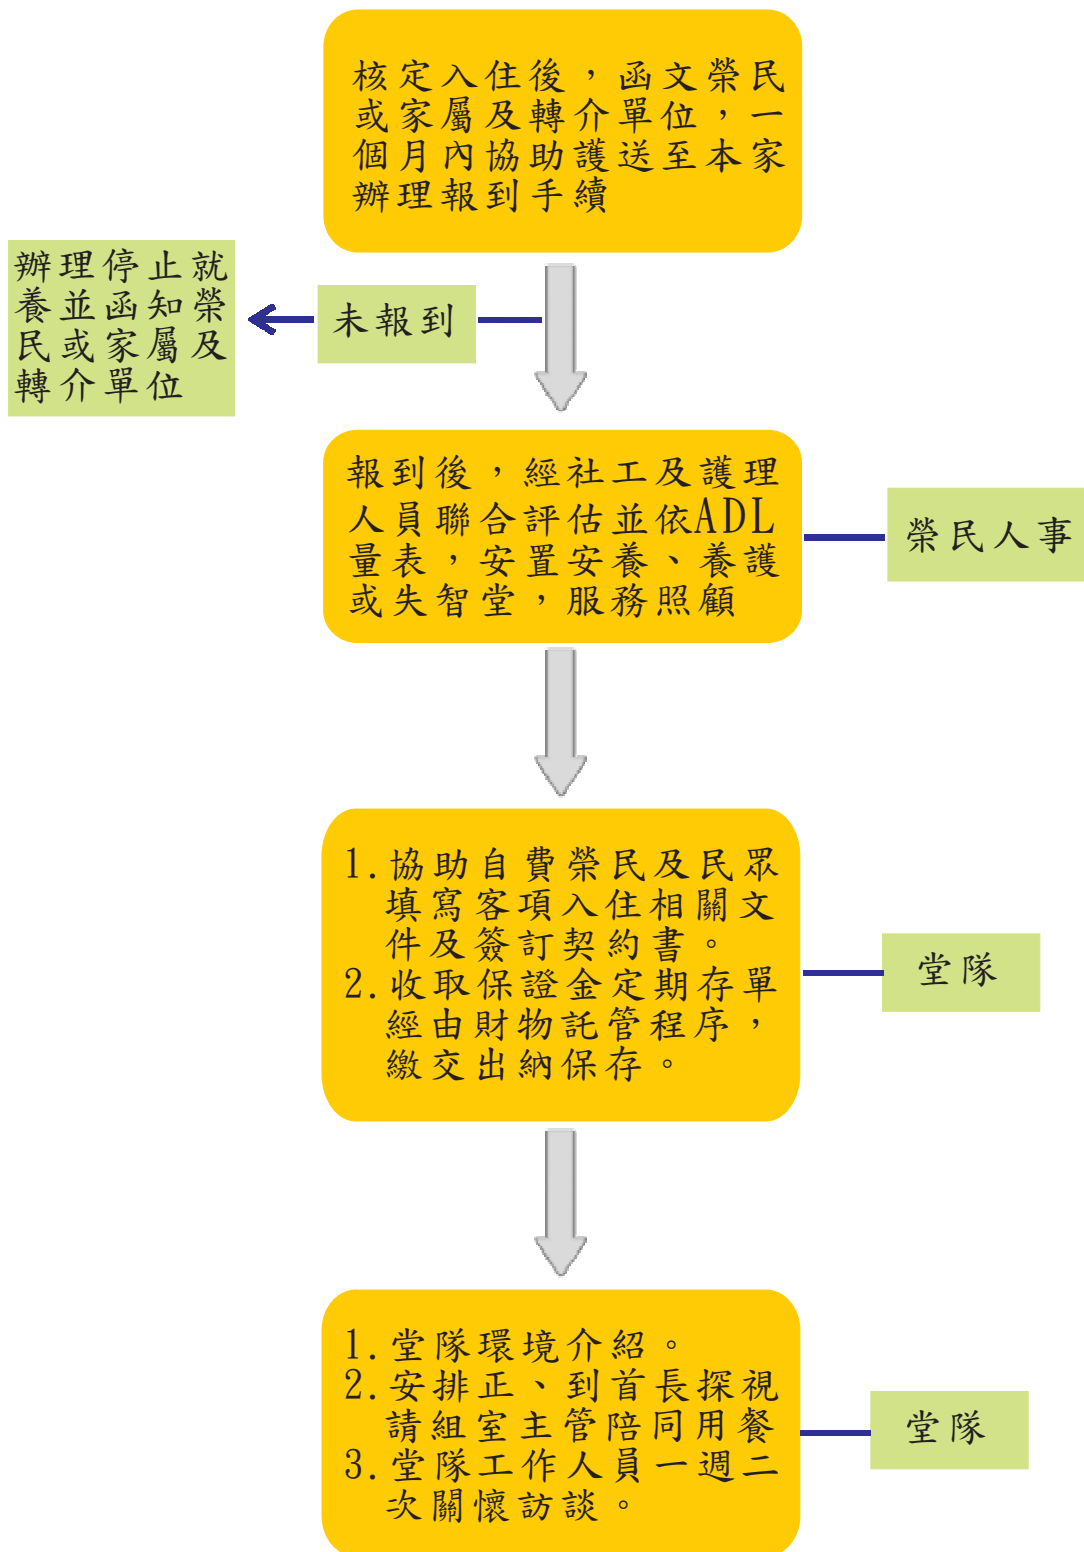 核定入住後，函文榮民
或家屬及轉介單位，一
個月內協助護送至本家
辦理報到手續
辦理停止就
養並函知榮
民或家屬及
轉介單位
未報到
報到後，經社工及護理
人員聯合評估並依ADL
量表，安置安養、養護
或失智堂，服務照顧
榮民人事
1.協助自費榮民及民眾
填寫客項入住相關文
件及簽訂契約書。
2.收取保證金定期存單
經由財物託管程序，
繳交出納保存。
堂隊
1.堂隊環境介紹。
2.安排正、到首長探視
請組室主管陪同用餐
3.堂隊工作人員一週二
次關懷訪談。
堂隊